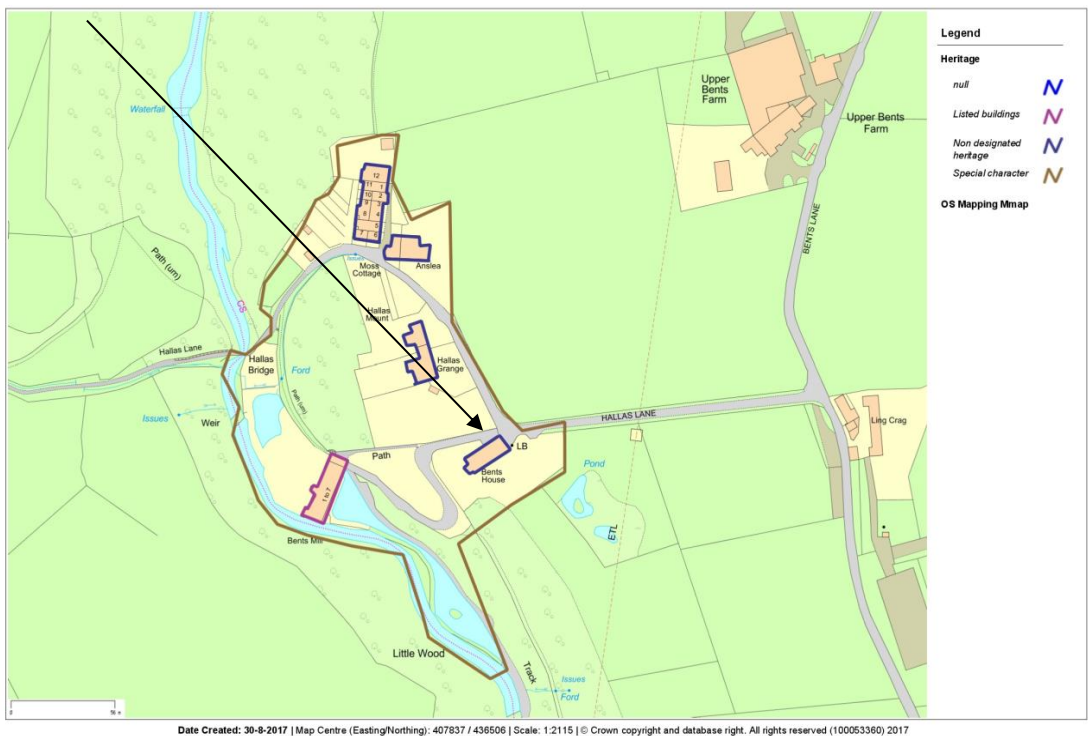 Legend
Heritage
null
Listed buildings
Non designated
heritage
Special character
OS Mapping Mmap
Waterfall
Path (um)
CS
Hallas Lane
Hallas
Bridge
Issues
Weir
Ford
Path (um)
12
11
1
10
2
9
3
8
4
5
7
6
Issues
Moss
Cottage
Anslea
Hallas
Mount
Hallas
Grange
Upper
Bents
Farm
Upper Bents
Farm
BENTS LANE
HALLAS LANE
Ling Crag
LB
Bents
House
Path
1 to 7
Bents Mill
Pond
ETL
Little Wood
Track
Issues
Ford
0
Date Created: 30-8-2017 | Map Centre (Easting/Northing): 407837 / 436506 | Scale: 1:2115 | © Crown copyright and database right. All rights reserved (100053360) 2017